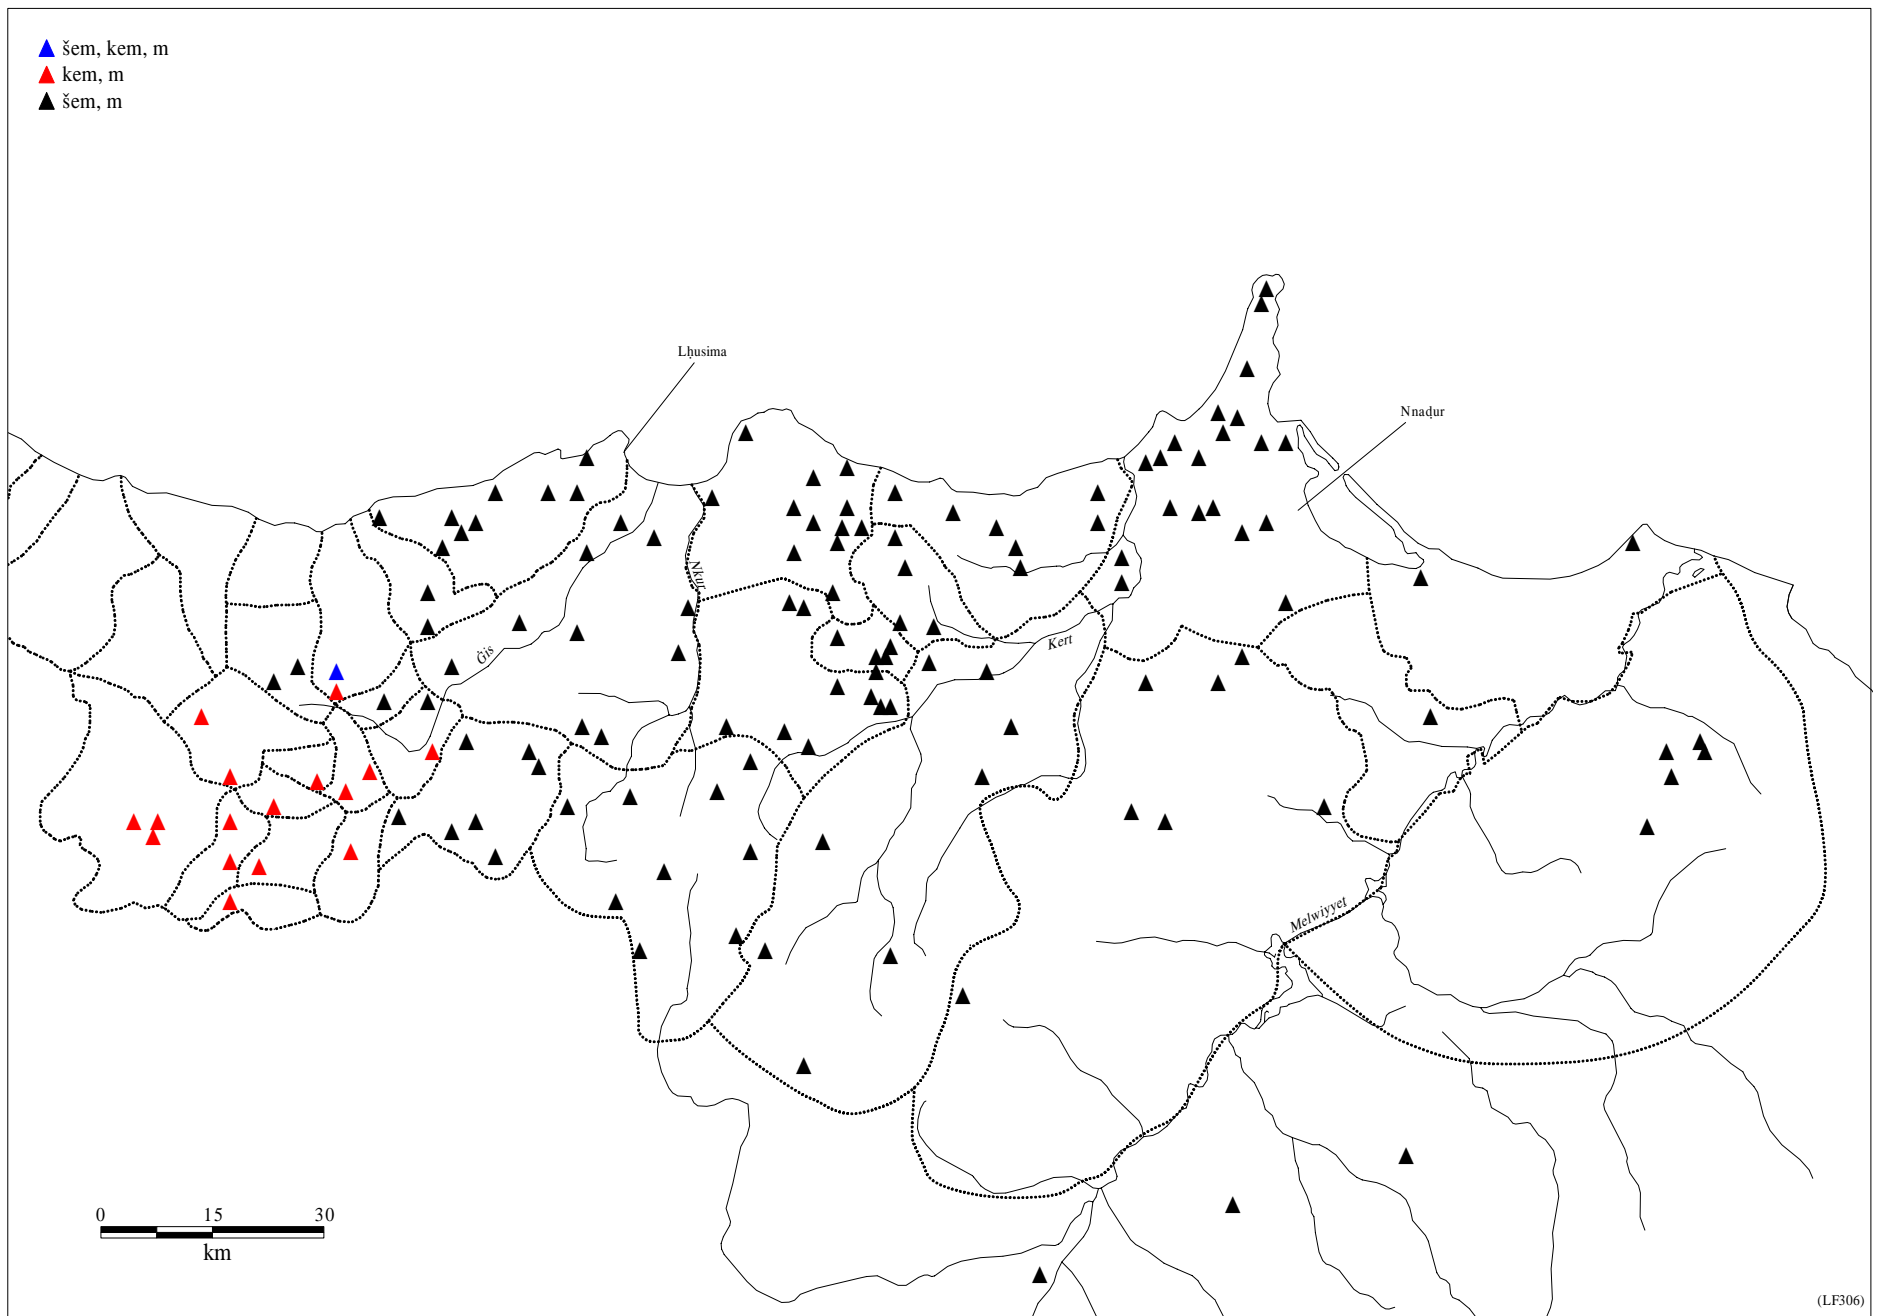 šem, kem, m
kem, m
šem, m
Lḥusima
Nnaḍur
Nkur
Ġis
Kert
Melwiyyet
0 15 30
km
(LF306)